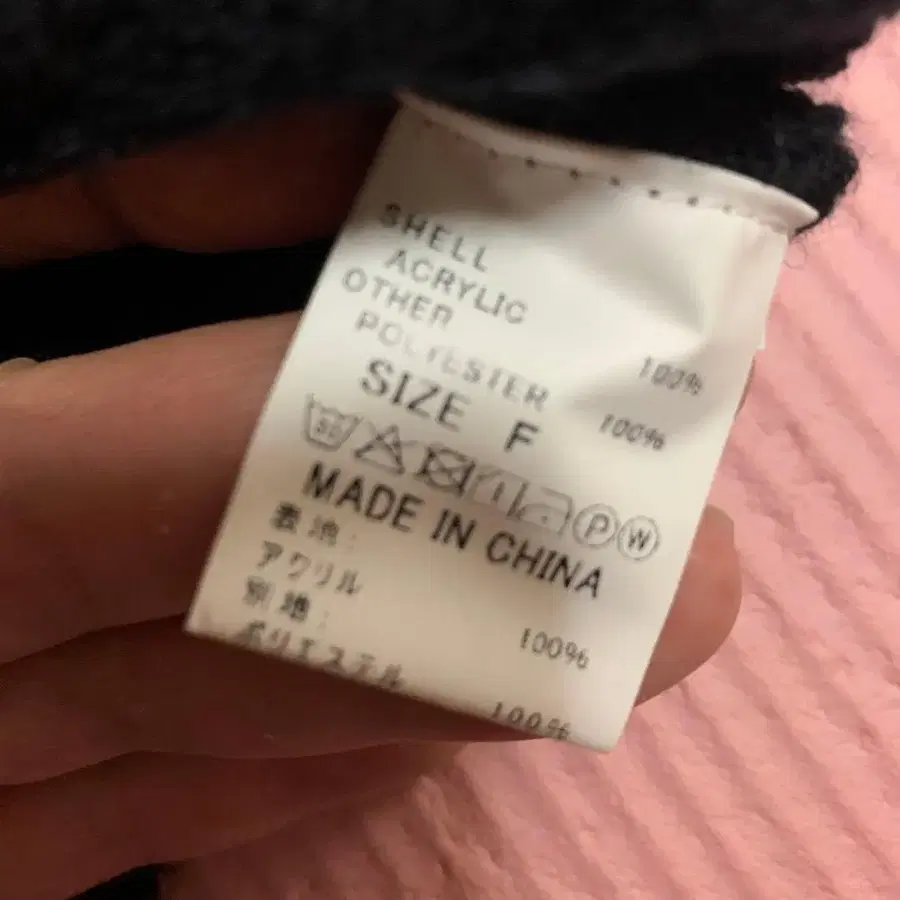 SHELL
ACRYLIC 100%
OTHER
POLYESTER 100%
SIZE F
30 P W
MADE IN CHINA
表地:
アクリル 100%
別地:
ポリエステル 100%